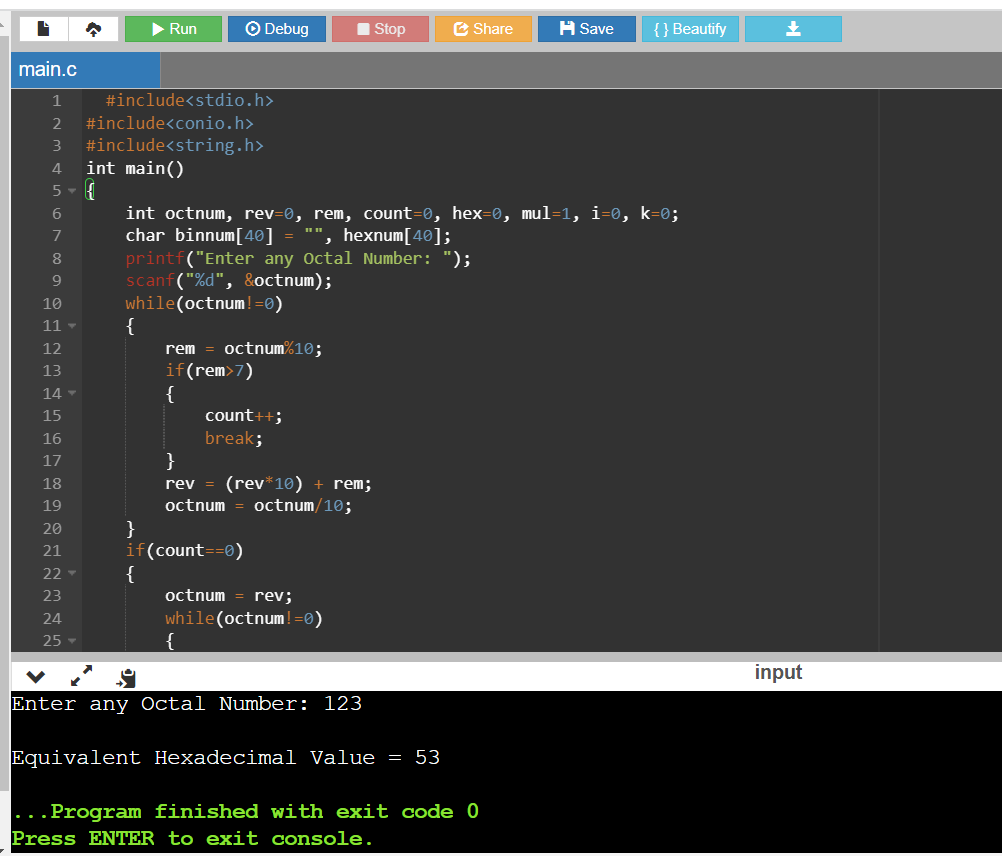 Run Debug Stop Share Save { } Beautify
main.c
1 #include<stdio.h>
2 #include<conio.h>
3 #include<string.h>
4 int main()
5 {
6 int octnum, rev=0, rem, count=0, hex=0, mul=1, i=0, k=0;
7 char binnum[40] = "", hexnum[40];
8 printf("Enter any Octal Number: ");
9 scanf("%d", &octnum);
10 while(octnum!=0)
11 {
12 rem = octnum%10;
13 if(rem>7)
14 {
15 count++;
16 break;
17 }
18 rev = (rev*10) + rem;
19 octnum = octnum/10;
20 }
21 if(count==0)
22 {
23 octnum = rev;
24 while(octnum!=0)
25 {
input
Enter any Octal Number: 123
Equivalent Hexadecimal Value = 53
...Program finished with exit code 0
Press ENTER to exit console.